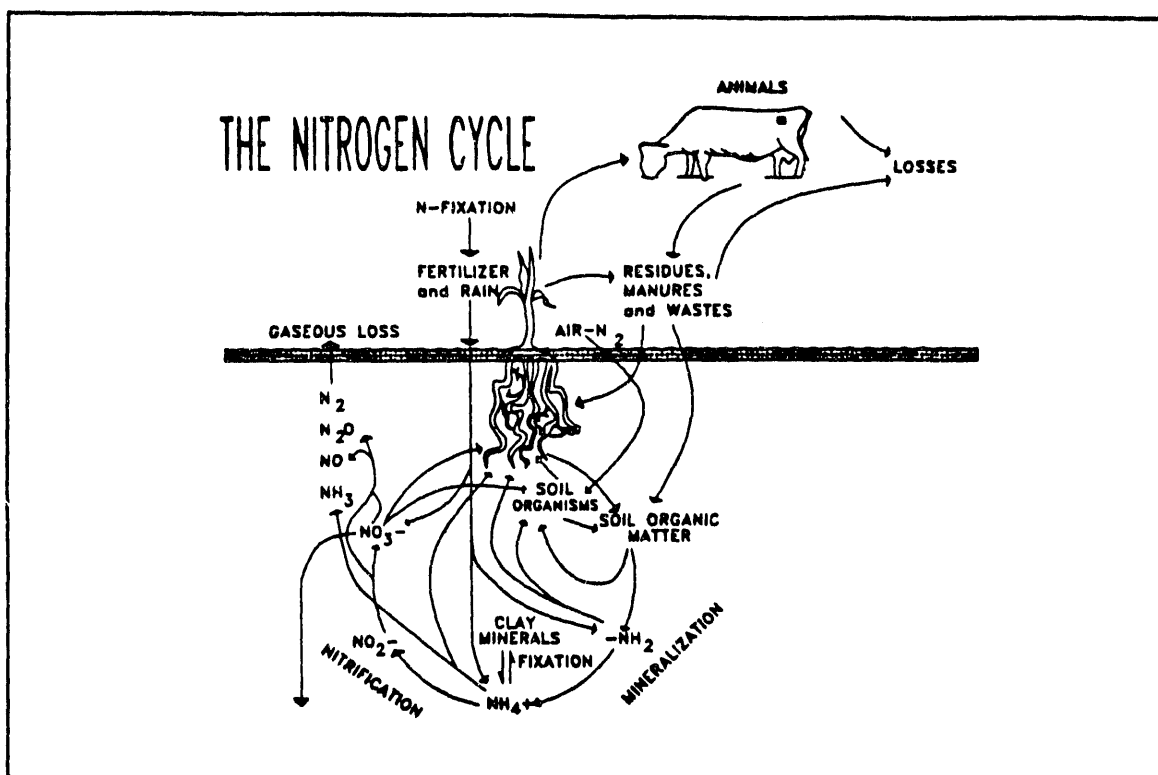 ANIMALS
THE NITROGEN CYCLE
LOSSES
N-FIXATION
FERTILIZER
and RAIN
RESIDUES,
MANURES
and WASTES
GASEOUS LOSS
AIR-N2
N2
N2O
NO
NH3
SOIL
ORGANISMS
SOIL ORGANIC
MATTER
NO3-
CLAY
MINERALS
-NH2
NO2-
FIXATION
NITRIFICATION
MINERALIZATION
NH4+